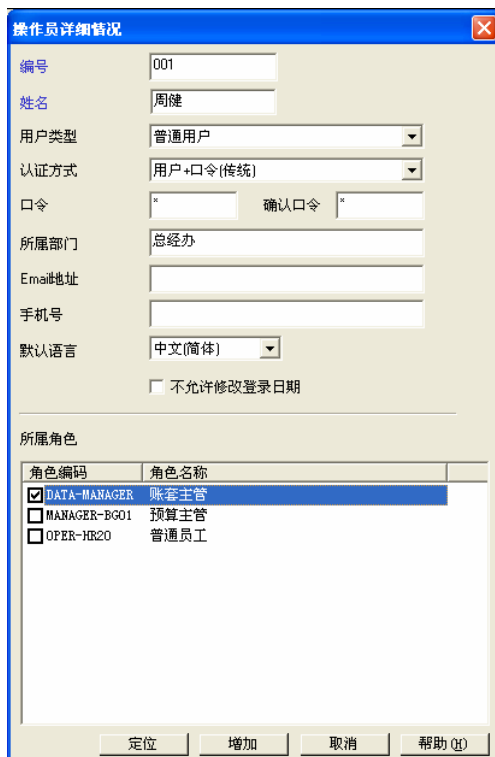 操作员详细情况
编号 001
姓名 周健
用户类型 普通用户
认证方式 用户+口令(传统)
口令 * 确认口令 *
所属部门 总经办
Email地址
手机号
默认语言 中文(简体)
不允许修改登录日期
所属角色
角色编码 角色名称
DATA-MANAGER 账套主管
MANAGER-BG01 预算主管
OPER-HR20 普通员工
定位 增加 取消 帮助(H)